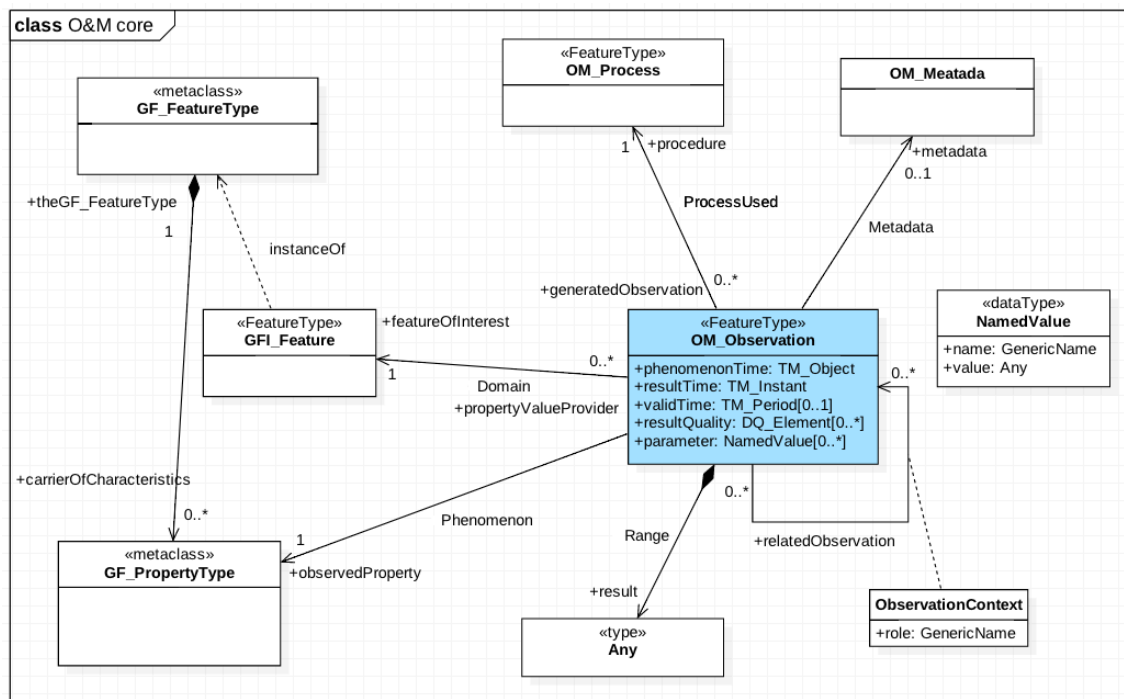 class O&M core
«FeatureType»
OM_Process
OM_Meatada
«metaclass»
GF_FeatureType
1
+procedure
+metadata
0..1
+theGF_FeatureType
1
ProcessUsed
Metadata
instanceOf
0..*
+generatedObservation
«FeatureType»
GFI_Feature
+featureOfInterest
1
0..*
Domain
+propertyValueProvider
«FeatureType»
OM_Observation
+phenomenonTime: TM_Object
+resultTime: TM_Instant
+validTime: TM_Period[0..1]
+resultQuality: DQ_Element[0..*]
+parameter: NamedValue[0..*]
0..*
«dataType»
NamedValue
+name: GenericName
+value: Any
+carrierOfCharacteristics
0..*
Phenomenon
1
+observedProperty
0..*
+relatedObservation
Range
+result
«metaclass»
GF_PropertyType
«type»
Any
ObservationContext
+role: GenericName